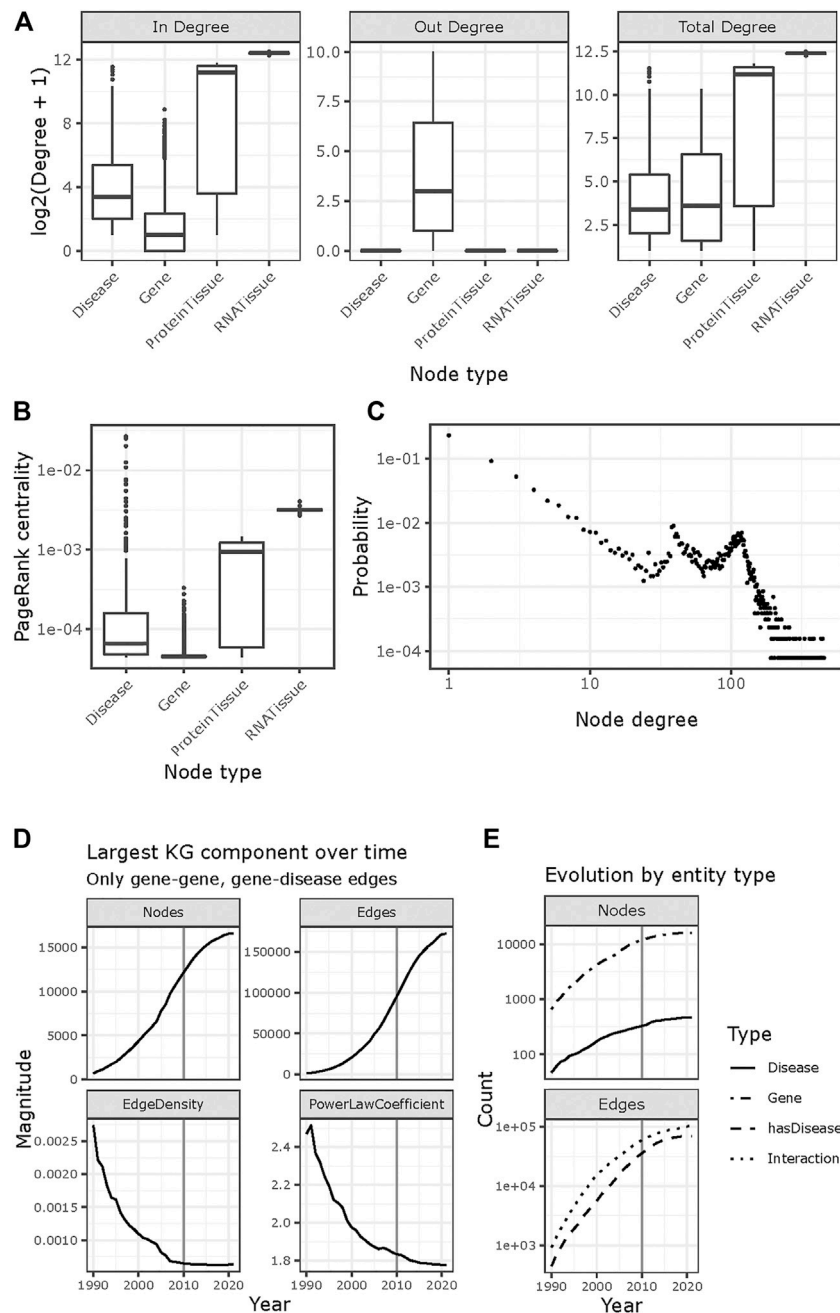 A
In Degree
Out Degree
Total Degree
log2(Degree + 1)
12
8
4
0
10.0
7.5
5.0
2.5
0.0
12.5
10.0
7.5
5.0
2.5
Disease
Gene
ProteinTissue
RNATissue
Disease
Gene
ProteinTissue
RNATissue
Disease
Gene
ProteinTissue
RNATissue
Node type
B
PageRank centrality
1e-02
1e-03
1e-04
Disease
Gene
ProteinTissue
RNATissue
Node type
C
Probability
1e-01
1e-02
1e-03
1e-04
1
10
100
Node degree
D
Largest KG component over time
Only gene-gene, gene-disease edges
Nodes
Edges
15000
10000
5000
0
150000
100000
50000
0
Magnitude
EdgeDensity
PowerLawCoefficient
0.0025
0.0020
0.0015
0.0010
2.4
2.2
2.0
1.8
1990
2000
2010
2020
1990
2000
2010
2020
Year
E
Evolution by entity type
Nodes
10000
1000
100
Count
Edges
1e+05
1e+04
1e+03
1990
2000
2010
2020
Year
Type
Disease
Gene
hasDisease
Interaction